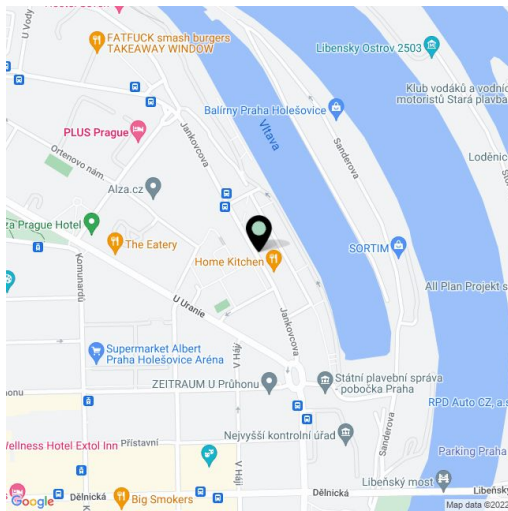 FATFUCK smash burgers
TAKEAWAY WINDOW
U Vody
Libensky Ostrov 2503
Klub vodáků a vodníc
motoristů Stará plavba
Balírny Praha Holešovice
PLUS Prague
Jankovcova
Vltava
Sanderova
Ortenovo nám.
Loděnic
Alza.cz
za Prague Hotel
The Eatery
SORTIM
Home Kitchen
Komunardů
U Uranie
Jankovcova
All Plan Projekt s
Supermarket Albert
Praha Holešovice Aréna
V Háji
ZEITRAUM U Průhonu
Státní plavební správa
- pobočka Praha
onu
RPD Auto CZ, a.s
Sanderova
Nejvyšší kontrolní úřad
Wellness Hotel Extol Inn
Přístavní
Parking Praha
V Háji
Libeňský most
Libeňský
Dělnická
Dělnická
Big Smokers
K
Google
Map data ©2022